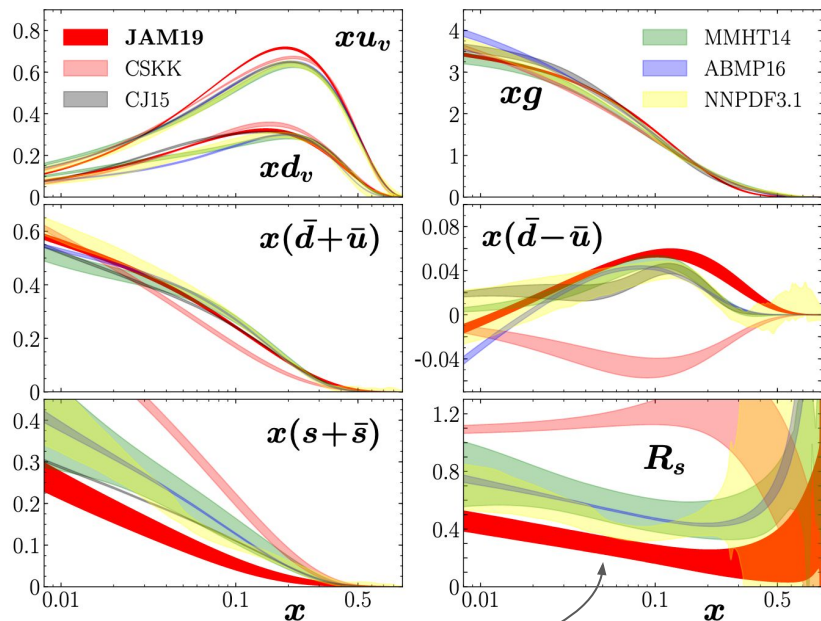 0.8
0.6
0.4
0.2
0
JAM19
CSKK
CJ15
xu_v
xd_v
4
3
2
1
0
xg
MMHT14
ABMP16
NNPDF3.1
0.6
0.4
0.2
0
x(d̄+ū)
0.08
0.04
0
-0.04
x(d̄−ū)
0.4
0.3
0.2
0.1
0
x(s+s̄)
0.01
0.1
x
0.5
1.2
0.8
0.4
0
R_s
0.01
0.1
x
0.5